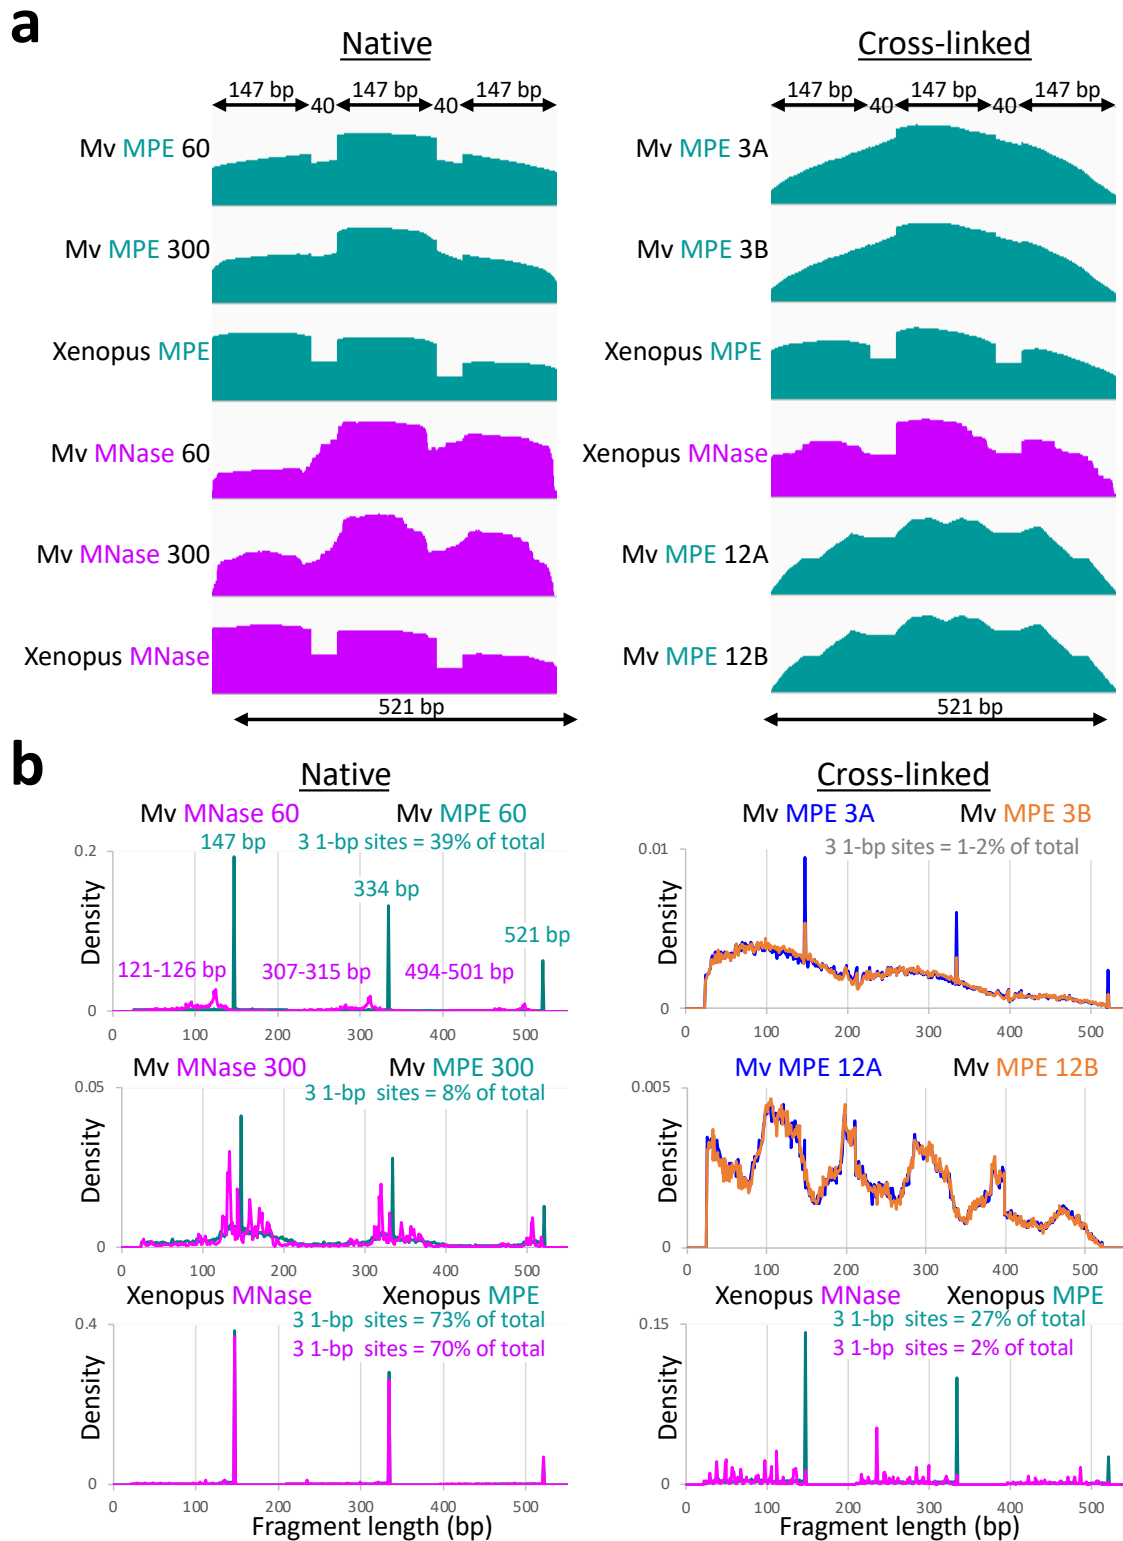 a
Native
Cross-linked
147 bp 40 147 bp 40 147 bp
147 bp 40 147 bp 40 147 bp
Mv MPE 60
Mv MPE 3A
Mv MPE 300
Mv MPE 3B
Xenopus MPE
Xenopus MPE
Mv MNase 60
Xenopus MNase
Mv MNase 300
Mv MPE 12A
Xenopus MNase
Mv MPE 12B
521 bp
521 bp
b
Native
Cross-linked
Mv MNase 60 Mv MPE 60
Mv MPE 3A Mv MPE 3B
147 bp 3 1-bp sites = 39% of total
3 1-bp sites = 1-2% of total
0.2
0.01
Density
Density
334 bp
521 bp
121-126 bp 307-315 bp 494-501 bp
0
0
0 100 200 300 400 500
0 100 200 300 400 500
Mv MNase 300 Mv MPE 300
Mv MPE 12A Mv MPE 12B
3 1-bp sites = 8% of total
0.05
0.005
Density
Density
0
0
0 100 200 300 400 500
0 100 200 300 400 500
Xenopus MNase Xenopus MPE
Xenopus MNase Xenopus MPE
3 1-bp sites = 73% of total
3 1-bp sites = 27% of total
3 1-bp sites = 70% of total
3 1-bp sites = 2% of total
0.4
0.15
Density
Density
0
0
0 100 200 300 400 500
0 100 200 300 400 500
Fragment length (bp)
Fragment length (bp)